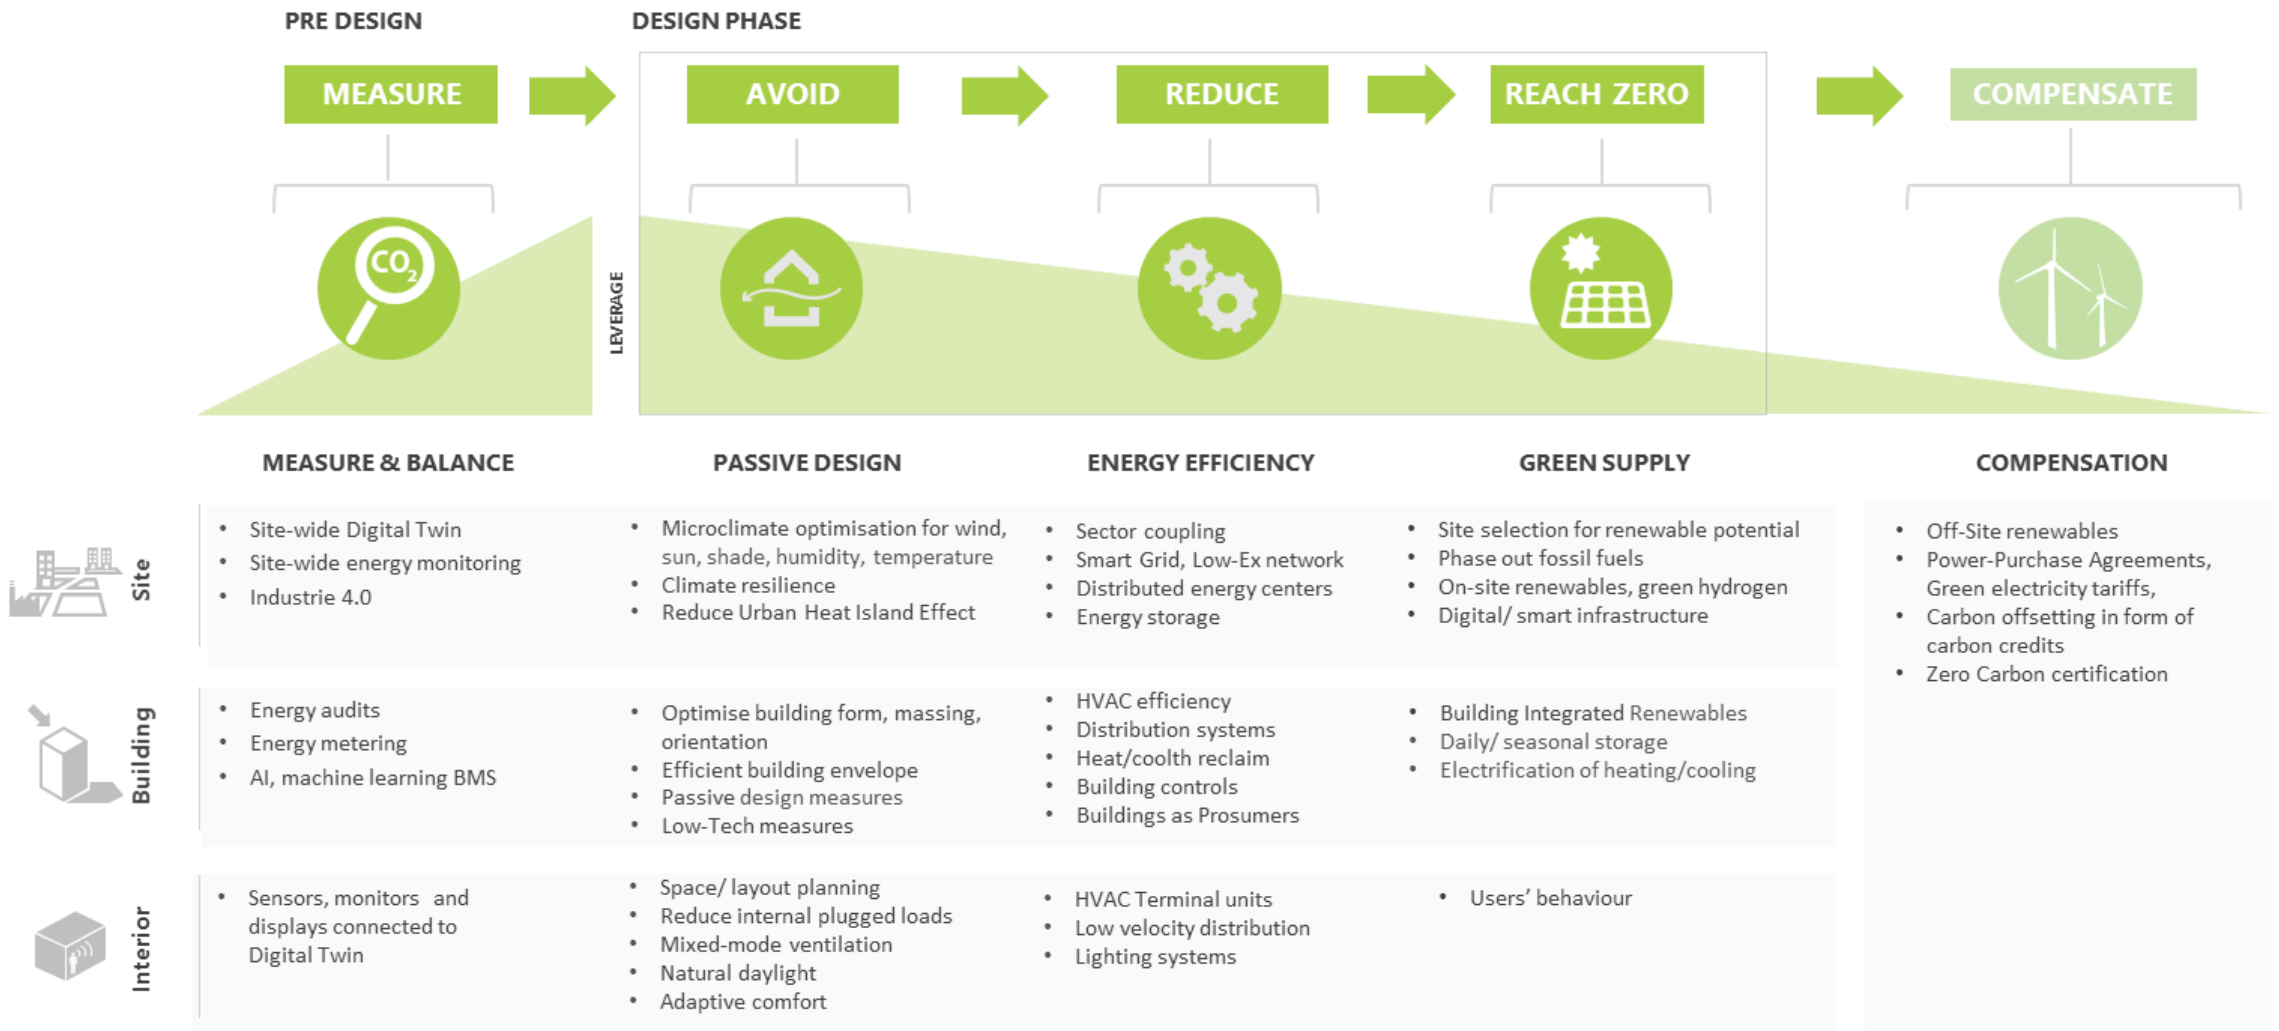 PRE DESIGN
DESIGN PHASE
MEASURE
AVOID
REDUCE
REACH ZERO
COMPENSATE
CO2
LEVERAGE
MEASURE & BALANCE
PASSIVE DESIGN
ENERGY EFFICIENCY
GREEN SUPPLY
COMPENSATION
Site
• Site-wide Digital Twin
• Site-wide energy monitoring
• Industrie 4.0
• Microclimate optimisation for wind,
sun, shade, humidity, temperature
• Climate resilience
• Reduce Urban Heat Island Effect
• Sector coupling
• Smart Grid, Low-Ex network
• Distributed energy centers
• Energy storage
• Site selection for renewable potential
• Phase out fossil fuels
• On-site renewables, green hydrogen
• Digital/ smart infrastructure
• Off-Site renewables
• Power-Purchase Agreements,
Green electricity tariffs,
• Carbon offsetting in form of
carbon credits
• Zero Carbon certification
Building
• Energy audits
• Energy metering
• AI, machine learning BMS
• Optimise building form, massing,
orientation
• Efficient building envelope
• Passive design measures
• Low-Tech measures
• HVAC efficiency
• Distribution systems
• Heat/coolth reclaim
• Building controls
• Buildings as Prosumers
• Building Integrated Renewables
• Daily/ seasonal storage
• Electrification of heating/cooling
Interior
• Sensors, monitors and
displays connected to
Digital Twin
• Space/ layout planning
• Reduce internal plugged loads
• Mixed-mode ventilation
• Natural daylight
• Adaptive comfort
• HVAC Terminal units
• Low velocity distribution
• Lighting systems
• Users’ behaviour